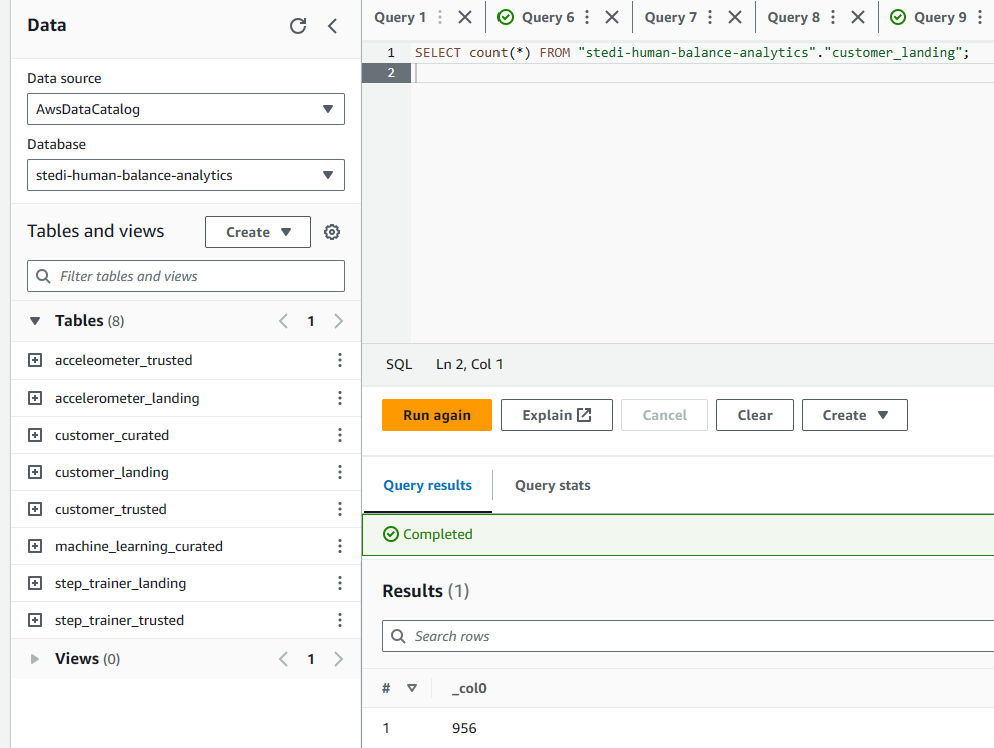 Data
Data source
AwsDataCatalog
Database
stedi-human-balance-analytics
Tables and views
Create
Filter tables and views
Tables (8)
1
acceleometer_trusted
accelerometer_landing
customer_curated
customer_landing
customer_trusted
machine_learning_curated
step_trainer_landing
step_trainer_trusted
Views (0)
1
Query 1 Query 6 Query 7 Query 8 Query 9
1 SELECT count(*) FROM "stedi-human-balance-analytics"."customer_landing";
2
SQL Ln 2, Col 1
Run again Explain Cancel Clear Create
Query results Query stats
Completed
Results (1)
Search rows
# _col0
1 956